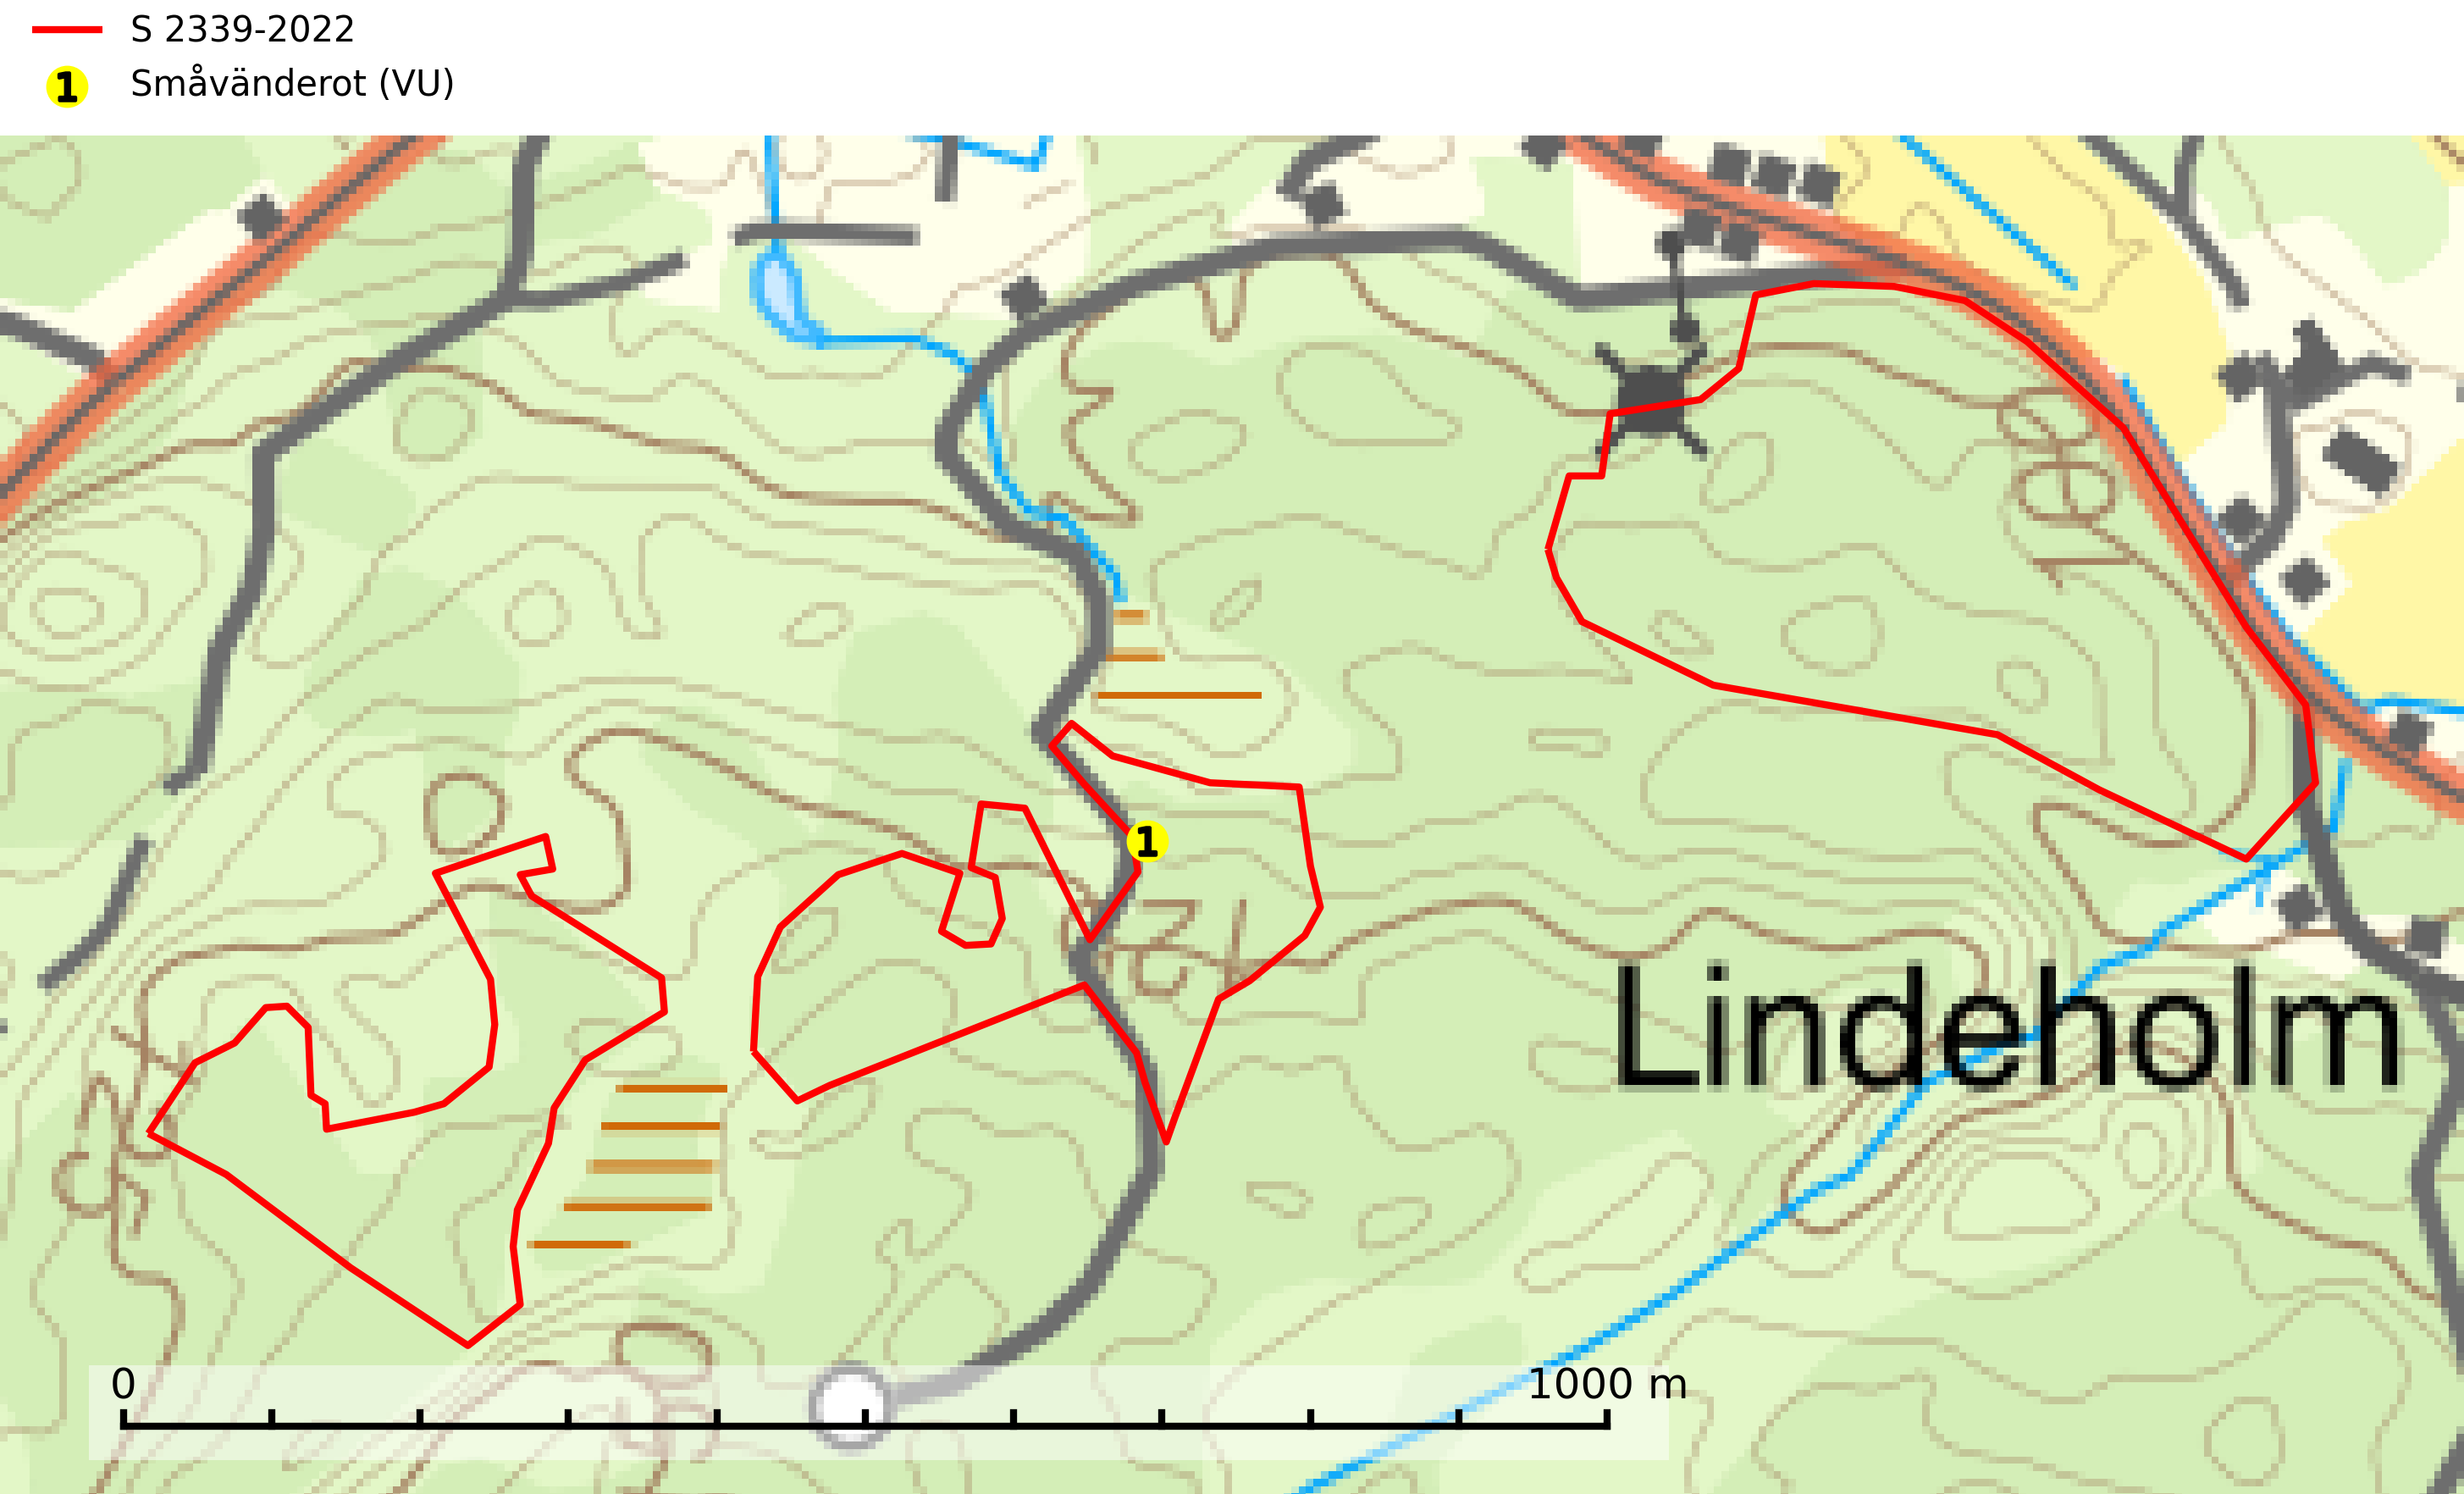 S 2339-2022
1 Småvänderot (VU)
1
Lindeholm
0 1000 m